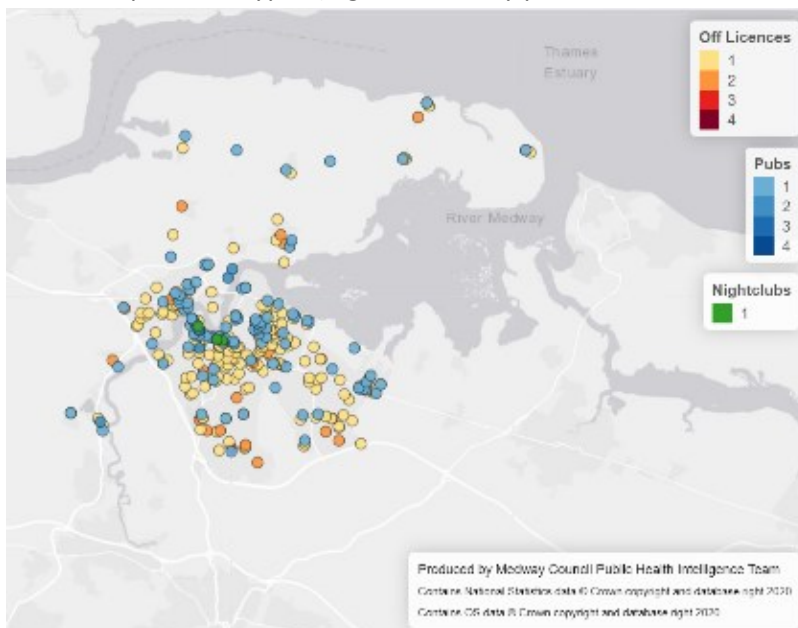 Thames
Estuary
River Medway
Off Licences
1
2
3
4
Pubs
1
2
3
4
Nightclubs
1
Produced by Medway Council Public Health Intelligence Team
Contains National Statistics data © Crown copyright and database right 2020
Contains OS data © Crown copyright and database right 2020